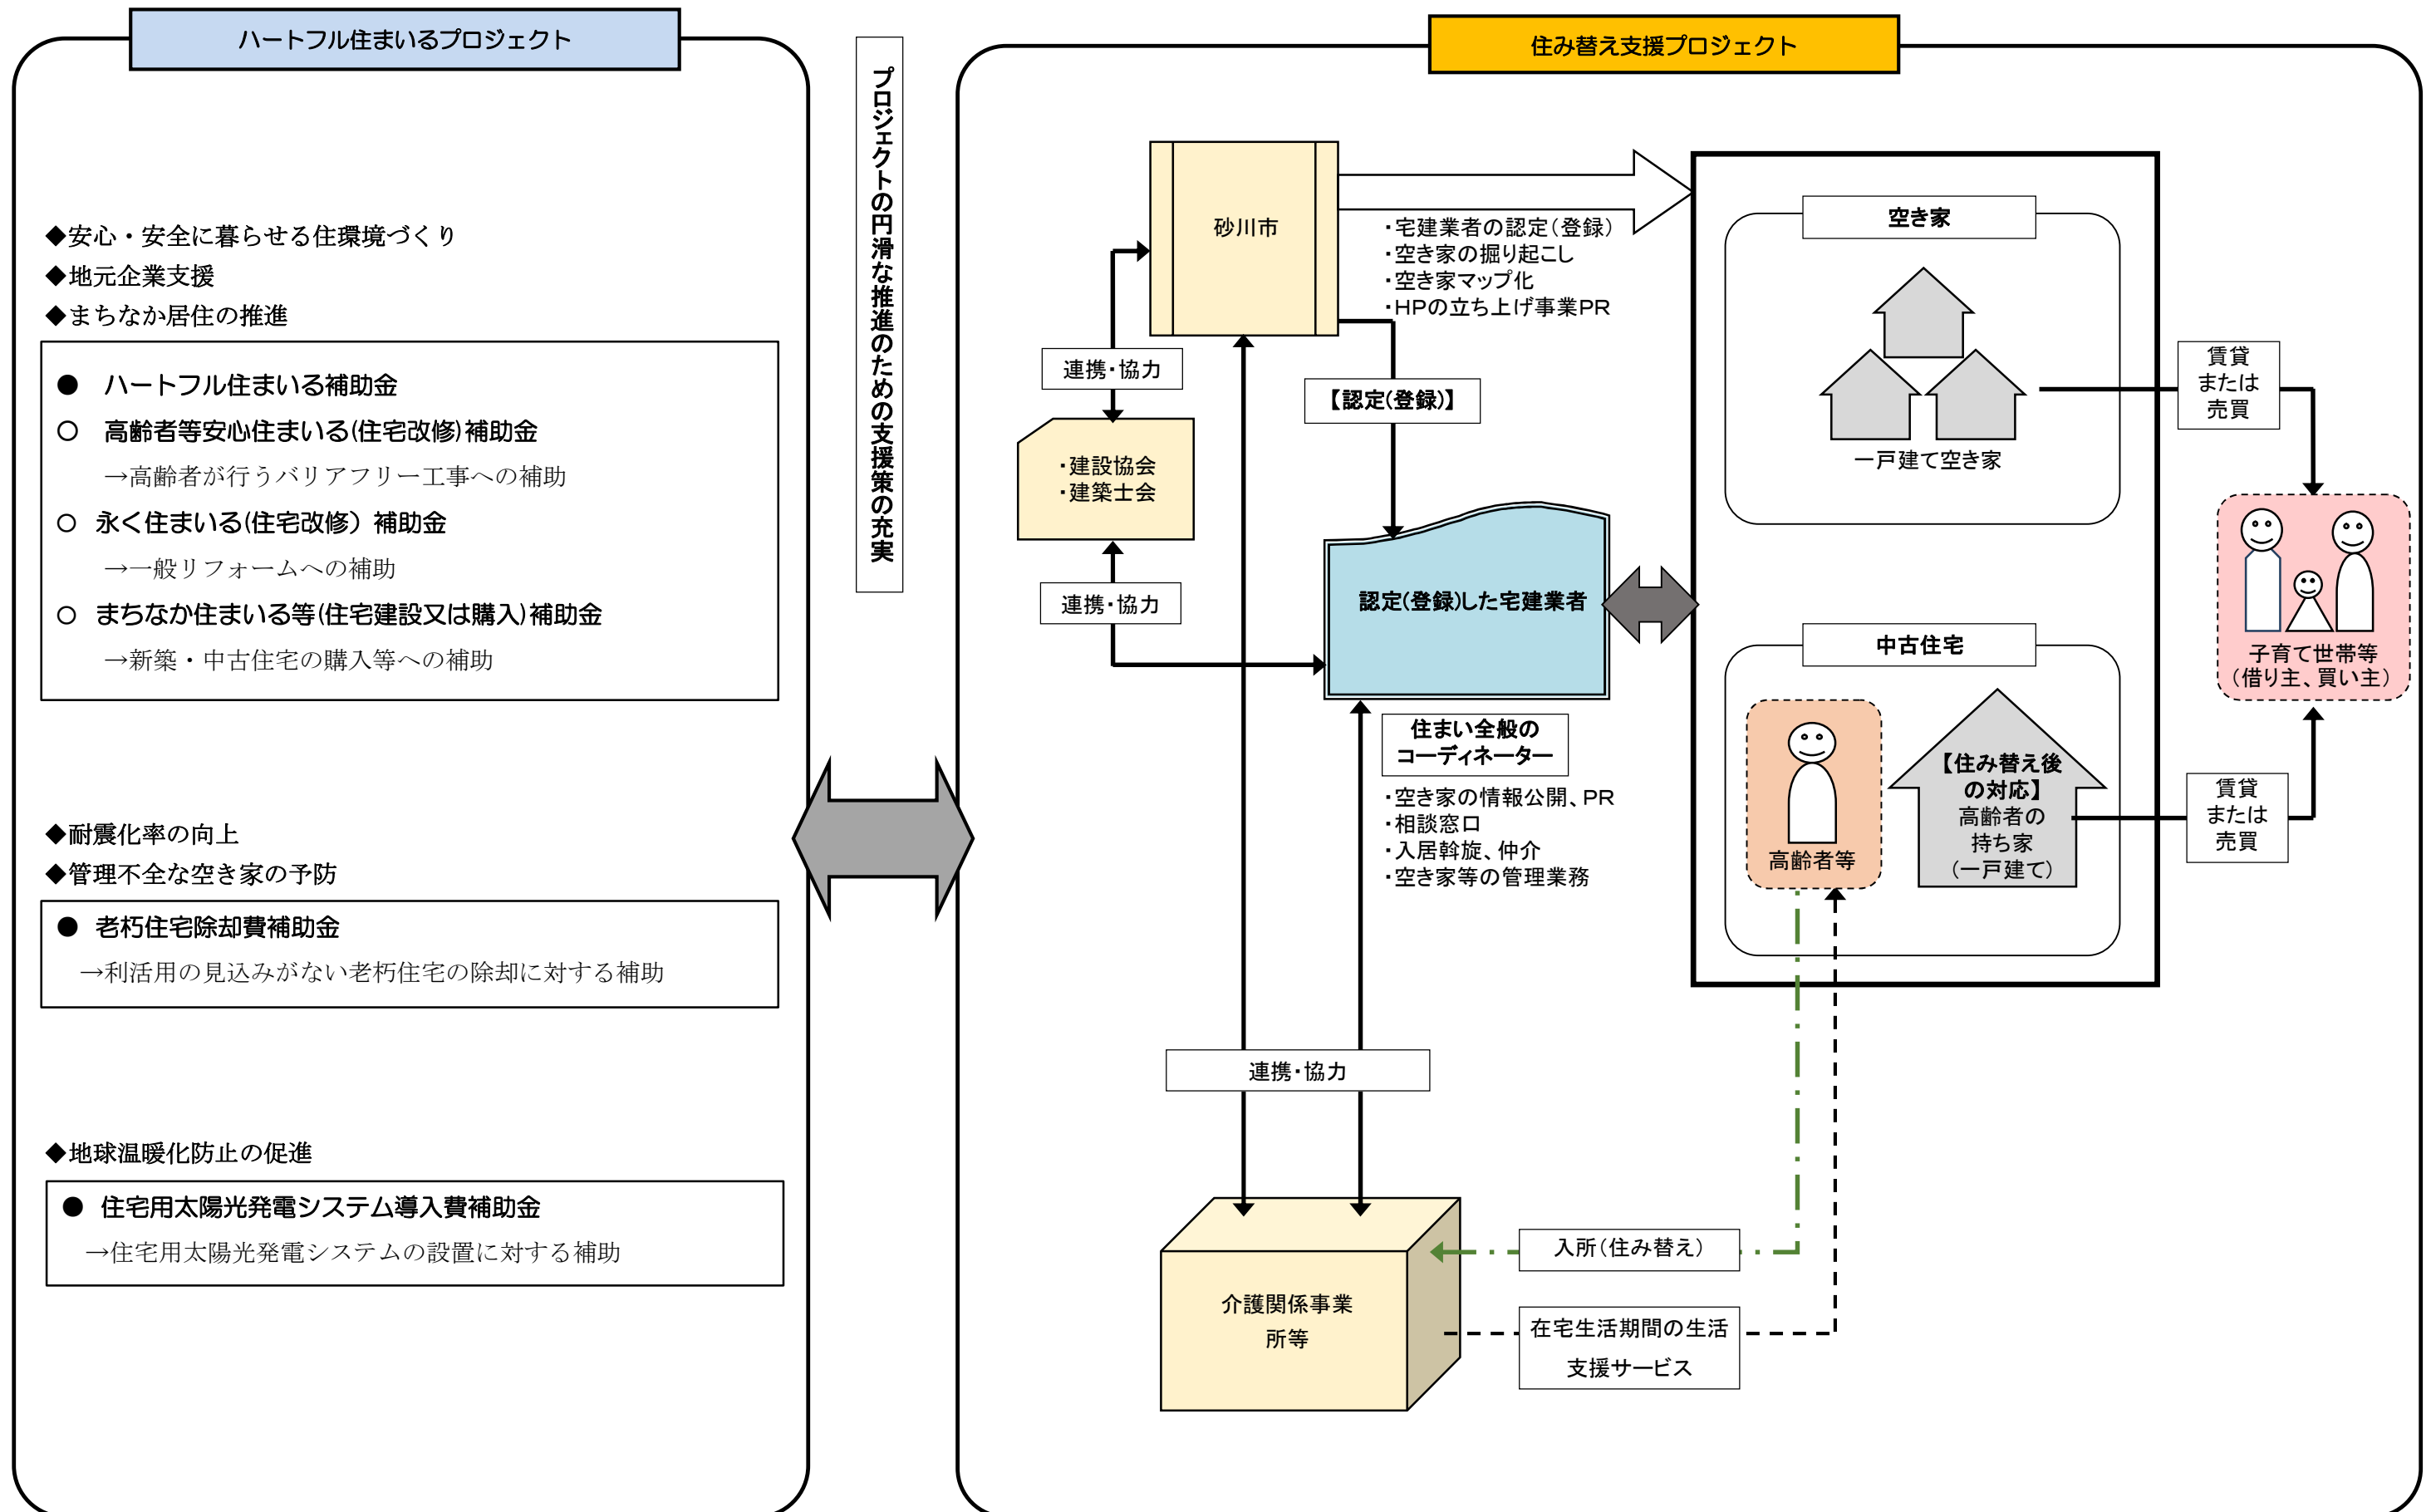 ハートフル住まいるプロジェクト
◆安心・安全に暮らせる住環境づくり
◆地元企業支援
◆まちなか居住の推進
●　ハートフル住まいる補助金
○　高齢者等安心住まいる(住宅改修)補助金
→高齢者が行うバリアフリー工事への補助
○　永く住まいる(住宅改修）補助金
→一般リフォームへの補助
○　まちなか住まいる等(住宅建設又は購入)補助金
→新築・中古住宅の購入等への補助
◆耐震化率の向上
◆管理不全な空き家の予防
●　老朽住宅除却費補助金
→利活用の見込みがない老朽住宅の除却に対する補助
◆地球温暖化防止の促進
●　住宅用太陽光発電システム導入費補助金
→住宅用太陽光発電システムの設置に対する補助
プロジェクトの円滑な推進のための支援策の充実
住み替え支援プロジェクト
砂川市
・宅建業者の認定（登録）
・空き家の掘り起こし
・空き家マップ化
・HPの立ち上げ事業PR
連携・協力
【認定(登録)】
・建設協会
・建築士会
連携・協力
認定(登録)した宅建業者
住まい全般の
コーディネーター
・空き家の情報公開、PR
・相談窓口
・入居斡旋、仲介
・空き家等の管理業務
空き家
一戸建て空き家
中古住宅
高齢者等
【住み替え後
の対応】
高齢者の
持ち家
（一戸建て）
賃貸
または
売買
子育て世帯等
（借り主、買い主）
賃貸
または
売買
連携・協力
介護関係事業
所等
入所（住み替え）
在宅生活期間の生活
支援サービス